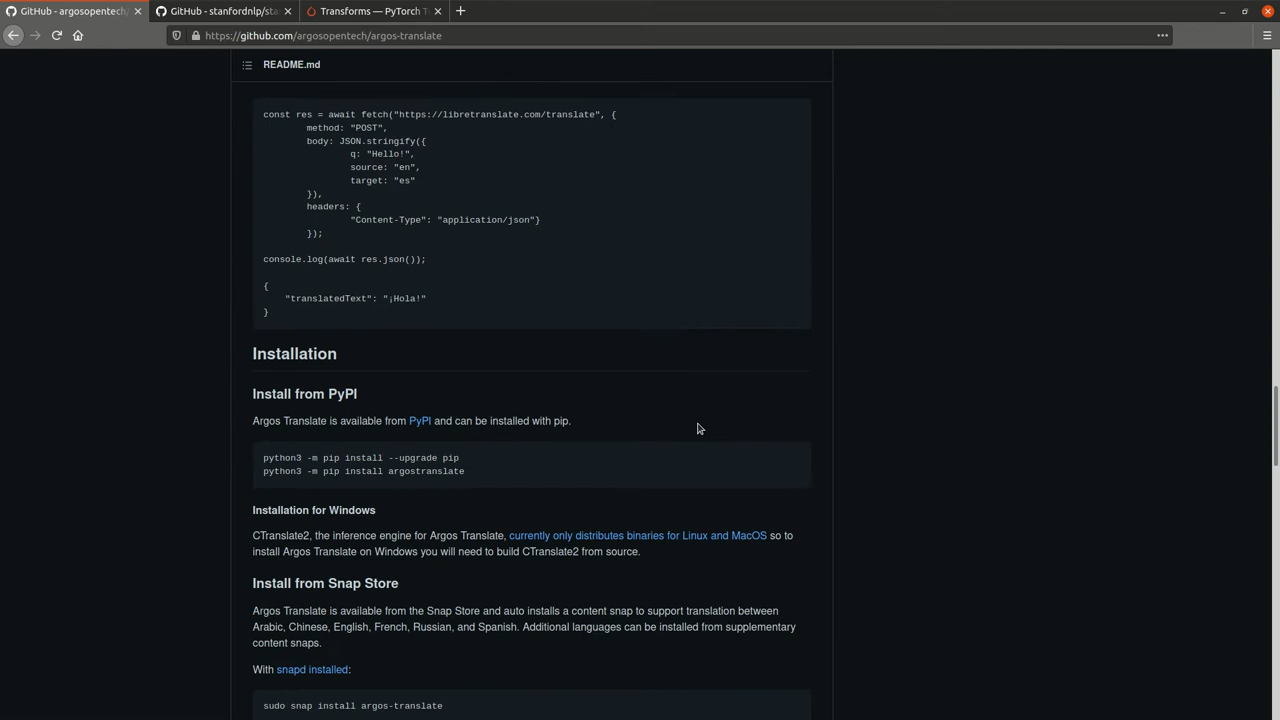 GitHub - argosopentech/
GitHub - stanfordnlp/sta
Transforms — PyTorch T
https://github.com/argosopentech/argos-translate
README.md
const res = await fetch("https://libretranslate.com/translate", {
method: "POST",
body: JSON.stringify({
q: "Hello!",
source: "en",
target: "es"
}),
headers: {
"Content-Type": "application/json"}
});
console.log(await res.json());
{
"translatedText": "¡Hola!"
}
Installation
Install from PyPI
Argos Translate is available from PyPI and can be installed with pip.
python3 -m pip install --upgrade pip
python3 -m pip install argostranslate
Installation for Windows
CTranslate2, the inference engine for Argos Translate, currently only distributes binaries for Linux and MacOS so to
install Argos Translate on Windows you will need to build CTranslate2 from source.
Install from Snap Store
Argos Translate is available from the Snap Store and auto installs a content snap to support translation between
Arabic, Chinese, English, French, Russian, and Spanish. Additional languages can be installed from supplementary
content snaps.
With snapd installed:
sudo snap install argos-translate